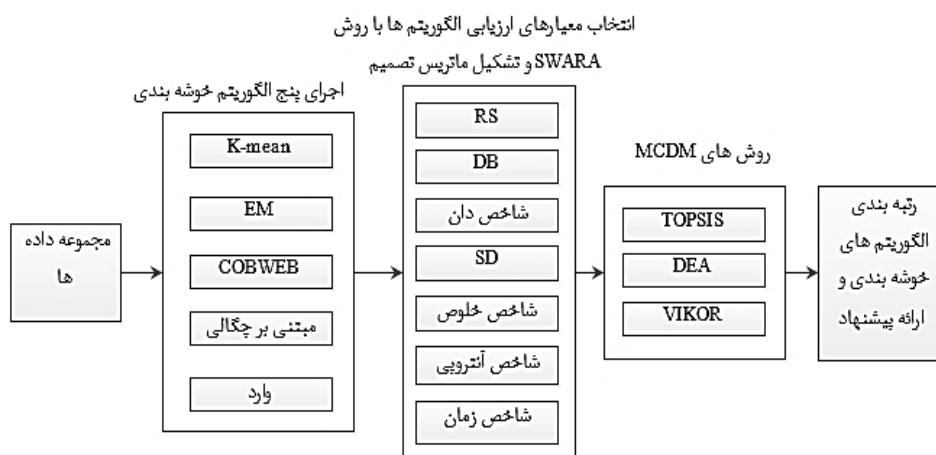 انتخاب معیارهای ارزیابی الگوریتم ها با روش
SWARA و تشکیل ماتریس تصمیم
اجرای پنج الگوریتم خوشه بندی
روش های MCDM
مجموعه داده
ها
K-mean
EM
COBWEB
مبتنی بر چگالی
وارد
RS
DB
شاخص دان
SD
شاخص خلوص
شاخص آنتروپی
شاخص زمان
TOPSIS
DEA
VIKOR
رتبه بندی
الگوریتم های
خوشه بندی و
ارائه پیشنهاد